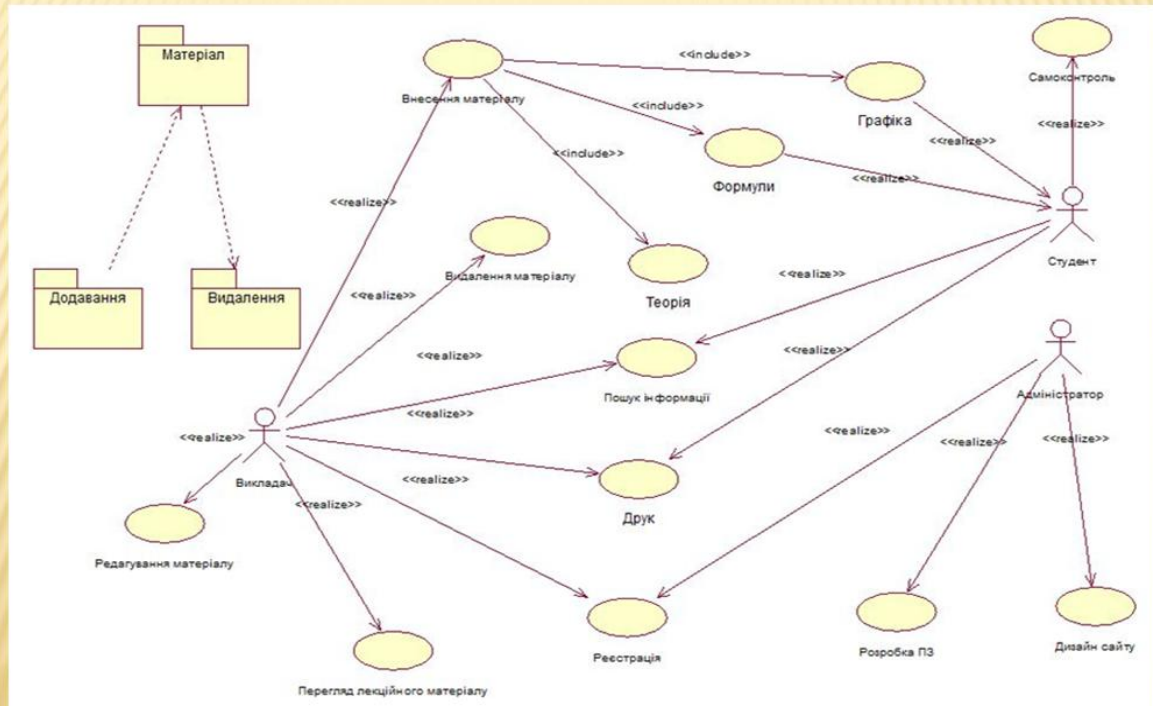 Матеріал
Додавання
Видалення
Внесення матеріалу
<<include>>
<<include>>
<<include>>
Графіка
Формули
Теорія
Самоконтроль
<<realize>>
<<realize>>
<<realize>>
Студент
<<realize>>
Видалення матеріалу
<<realize>>
<<realize>>
<<realize>>
<<realize>>
Пошук інформації
<<realize>>
Адміністратор
<<realize>>
Викладач
<<realize>>
<<realize>>
Друк
<<realize>>
<<realize>>
<<realize>>
Редагування матеріалу
<<realize>>
Перегляд лекційного матеріалу
Реєстрація
Розробка ПЗ
Дизайн сайту